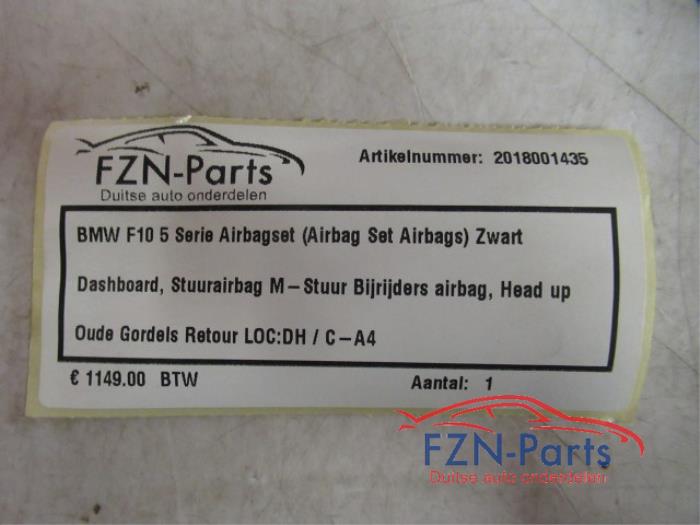 FZN-Parts
Duitse auto onderdelen
Artikelnummer: 2018001435
BMW F10 5 Serie Airbagset (Airbag Set Airbags) Zwart
Dashboard, Stuurairbag M-Stuur Bijrijders airbag, Head up
Oude Gordels Retour LOC:DH / C-A4
€ 1149.00 BTW
Aantal: 1
FZN-Parts
Duitse auto onderdelen